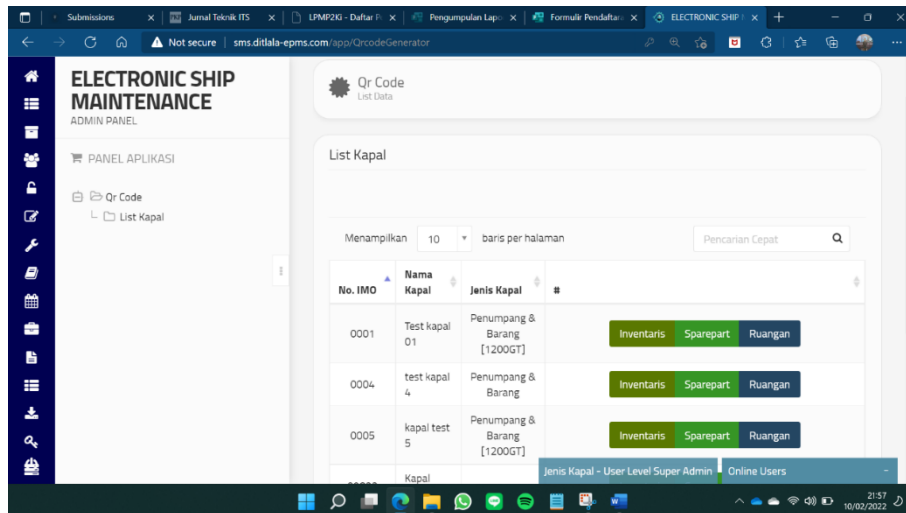 Submissions
Jurnal Teknik ITS
LPMP2KI - Daftar P
Pengumpulan Lapo
Formulir Pendaftara
ELECTRONIC SHIP
Not secure
sms.ditlala-epms.com/app/QrcodeGenerator
ELECTRONIC SHIP
MAINTENANCE
ADMIN PANEL
PANEL APLIKASI
Qr Code
List Kapal
Qr Code
List Data
List Kapal
Menampilkan 10 baris per halaman
Pencarian Cepat
No. IMO
Nama
Kapal
Jenis Kapal
#
0001
Test kapal
01
Penumpang &
Barang
[1200GT]
Inventaris Sparepart Ruangan
0004
test kapal
4
Penumpang &
Barang
Inventaris Sparepart Ruangan
0005
kapal test
5
Penumpang &
Barang
[1200GT]
Inventaris Sparepart Ruangan
Kapal
Jenis Kapal - User Level Super Admin
Online Users
21:57
10/02/2022